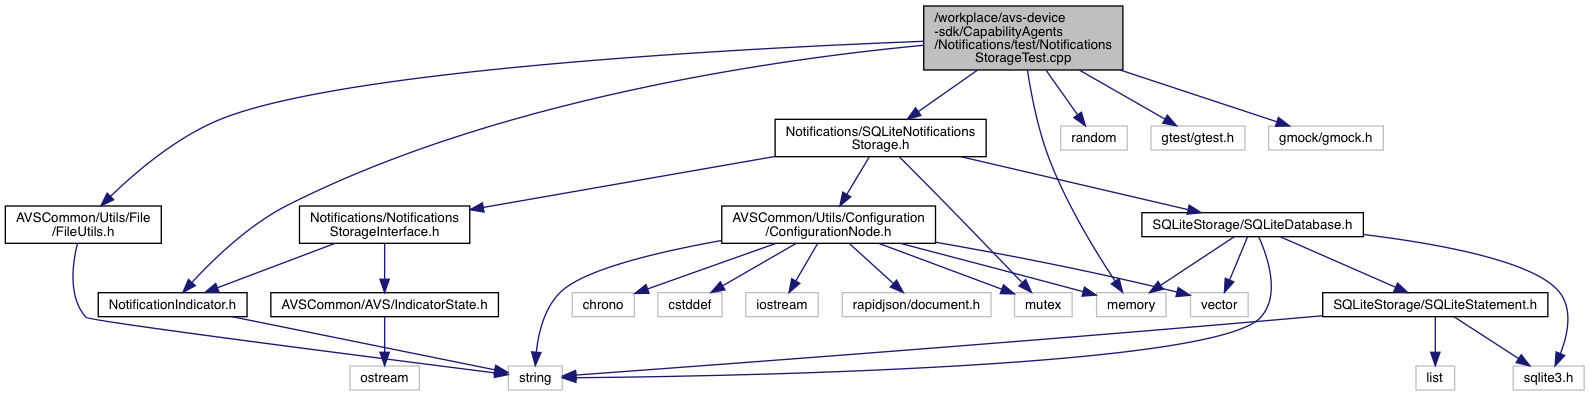 /workplace/avs-device
-sdk/CapabilityAgents
/Notifications/test/Notifications
StorageTest.cpp
Notifications/SQLiteNotifications
Storage.h
random
gtest/gtest.h
gmock/gmock.h
AVSCommon/Utils/File
/FileUtils.h
Notifications/Notifications
StorageInterface.h
AVSCommon/Utils/Configuration
/ConfigurationNode.h
SQLiteStorage/SQLiteDatabase.h
NotificationIndicator.h
AVSCommon/AVS/IndicatorState.h
chrono
cstddef
iostream
rapidjson/document.h
mutex
memory
vector
SQLiteStorage/SQLiteStatement.h
ostream
string
list
sqlite3.h